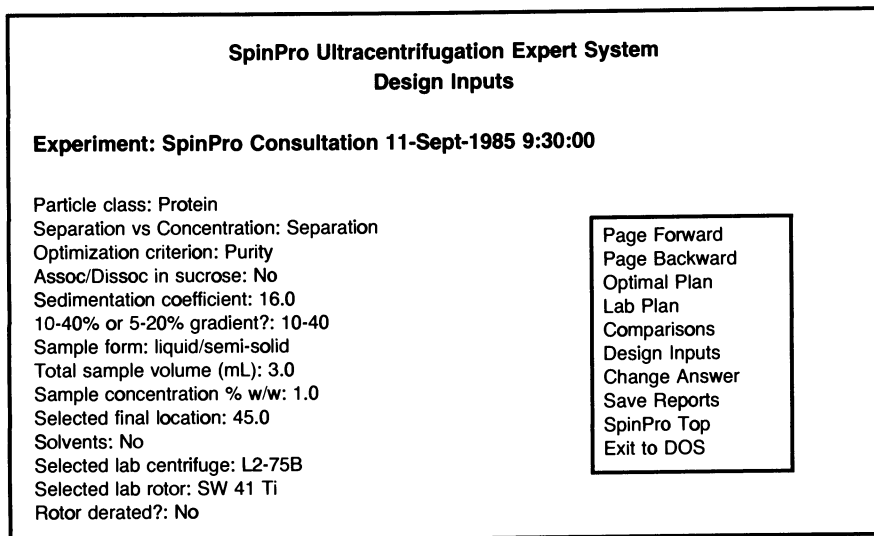 SpinPro Ultracentrifugation Expert System
Design Inputs
Experiment: SpinPro Consultation 11-Sept-1985 9:30:00
Particle class: Protein
Separation vs Concentration: Separation
Optimization criterion: Purity
Assoc/Dissoc in sucrose: No
Sedimentation coefficient: 16.0
10-40% or 5-20% gradient?: 10-40
Sample form: liquid/semi-solid
Total sample volume (mL): 3.0
Sample concentration % w/w: 1.0
Selected final location: 45.0
Solvents: No
Selected lab centrifuge: L2-75B
Selected lab rotor: SW 41 Ti
Rotor derated?: No
Page Forward
Page Backward
Optimal Plan
Lab Plan
Comparisons
Design Inputs
Change Answer
Save Reports
SpinPro Top
Exit to DOS